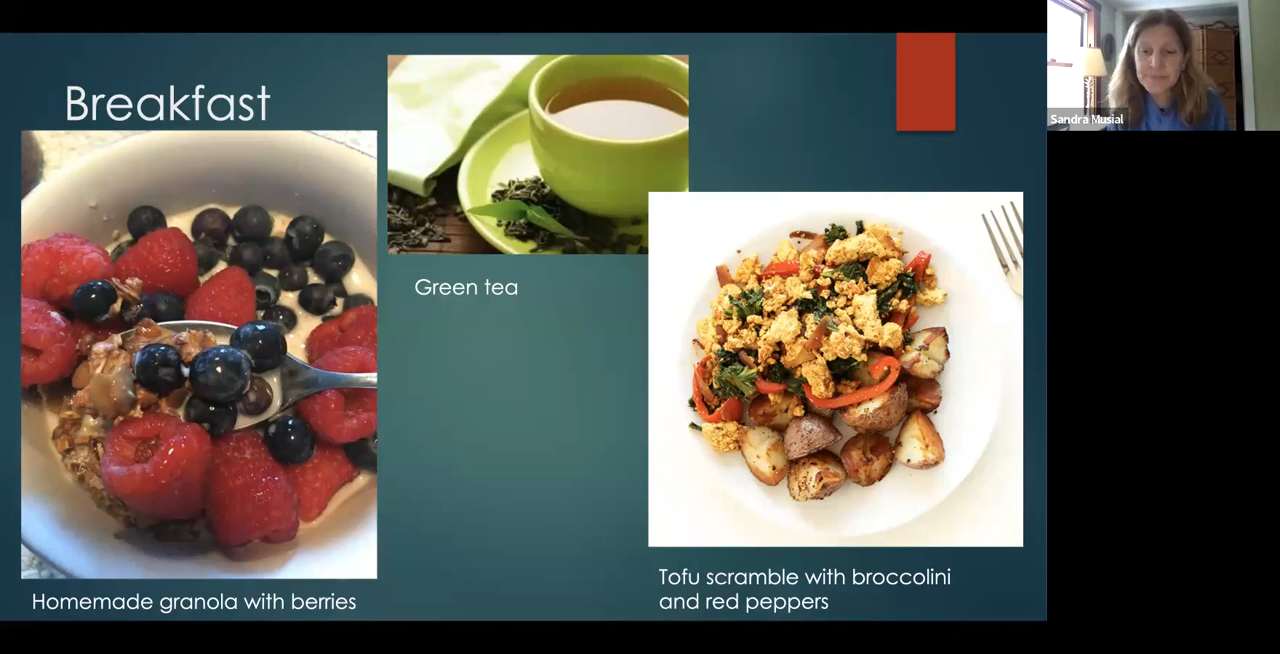 Breakfast
Green tea
Homemade granola with berries
Tofu scramble with broccolini
and red peppers
Sandra Musial